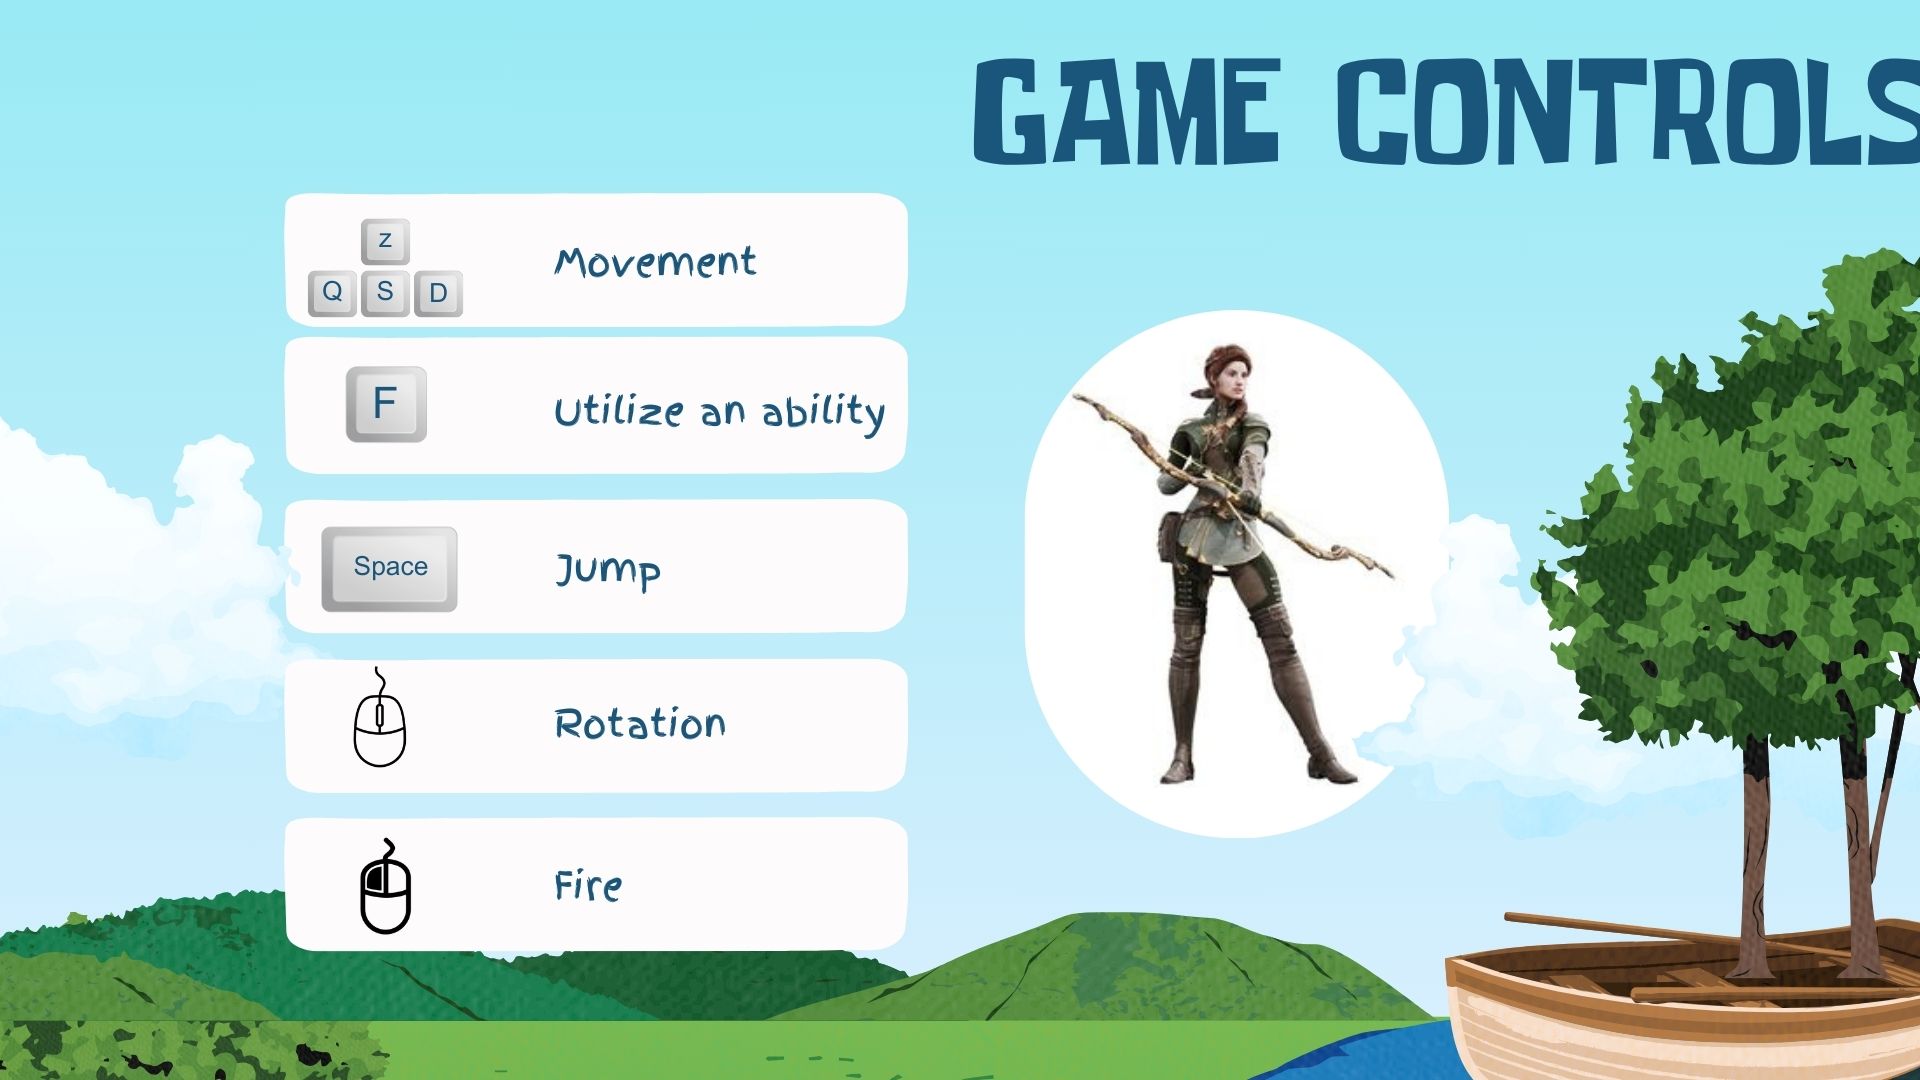 GAME CONTROLS
Z
Q S D
Movement
F
Utilize an ability
Space
Jump
Rotation
Fire